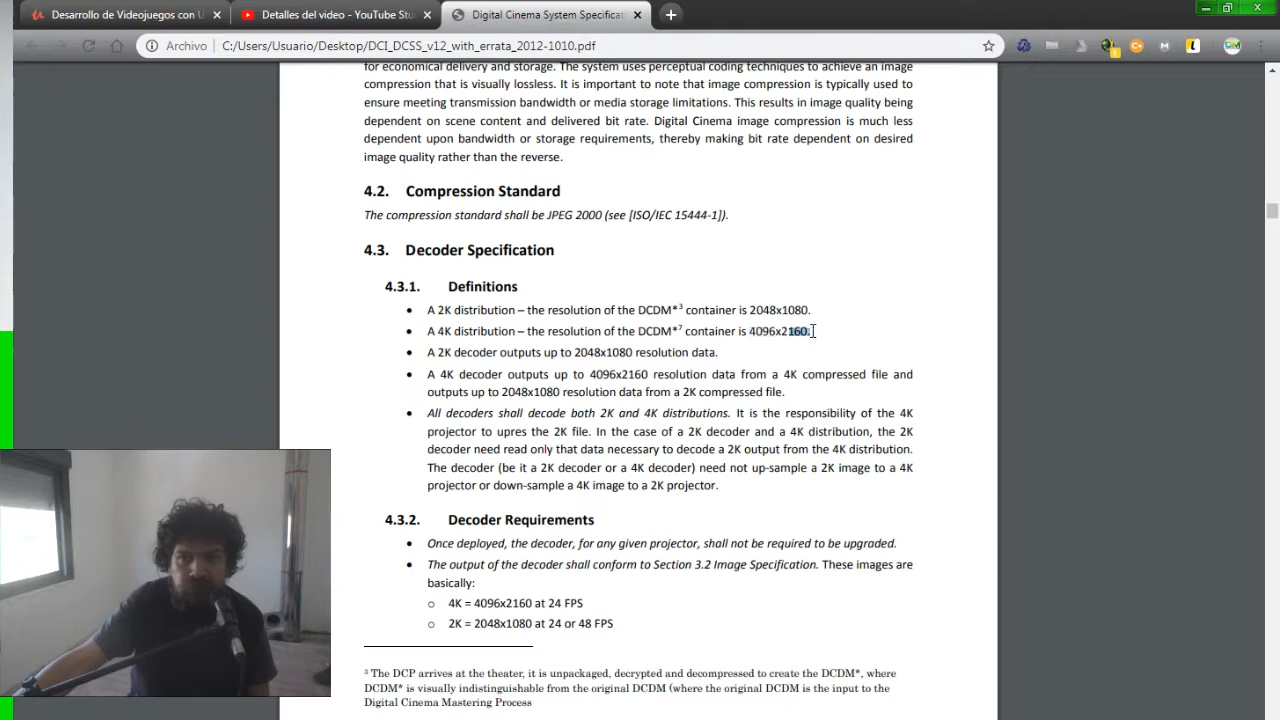 Desarrollo de Videojuegos con U
Detalles del video - YouTube Stu
Digital Cinema System Specificat
Archivo
C:/Users/Usuario/Desktop/DCI_DCSS_v12_with_errata_2012-1010.pdf
for economical delivery and storage. The system uses perceptual coding techniques to achieve an image
compression that is visually lossless. It is important to note that image compression is typically used to
ensure meeting transmission bandwidth or media storage limitations. This results in image quality being
dependent on scene content and delivered bit rate. Digital Cinema image compression is much less
dependent upon bandwidth or storage requirements, thereby making bit rate dependent on desired
image quality rather than the reverse.
4.2. Compression Standard
The compression standard shall be JPEG 2000 (see [ISO/IEC 15444-1]).
4.3. Decoder Specification
4.3.1. Definitions
• A 2K distribution – the resolution of the DCDM*³ container is 2048x1080.
• A 4K distribution – the resolution of the DCDM*⁷ container is 4096x2160.
• A 2K decoder outputs up to 2048x1080 resolution data.
• A 4K decoder outputs up to 4096x2160 resolution data from a 4K compressed file and
outputs up to 2048x1080 resolution data from a 2K compressed file.
• All decoders shall decode both 2K and 4K distributions. It is the responsibility of the 4K
projector to upres the 2K file. In the case of a 2K decoder and a 4K distribution, the 2K
decoder need read only that data necessary to decode a 2K output from the 4K distribution.
The decoder (be it a 2K decoder or a 4K decoder) need not up-sample a 2K image to a 4K
projector or down-sample a 4K image to a 2K projector.
4.3.2. Decoder Requirements
• Once deployed, the decoder, for any given projector, shall not be required to be upgraded.
• The output of the decoder shall conform to Section 3.2 Image Specification. These images are
basically:
o 4K = 4096x2160 at 24 FPS
o 2K = 2048x1080 at 24 or 48 FPS
³ The DCP arrives at the theater, it is unpackaged, decrypted and decompressed to create the DCDM*, where
DCDM* is visually indistinguishable from the original DCDM (where the original DCDM is the input to the
Digital Cinema Mastering Process